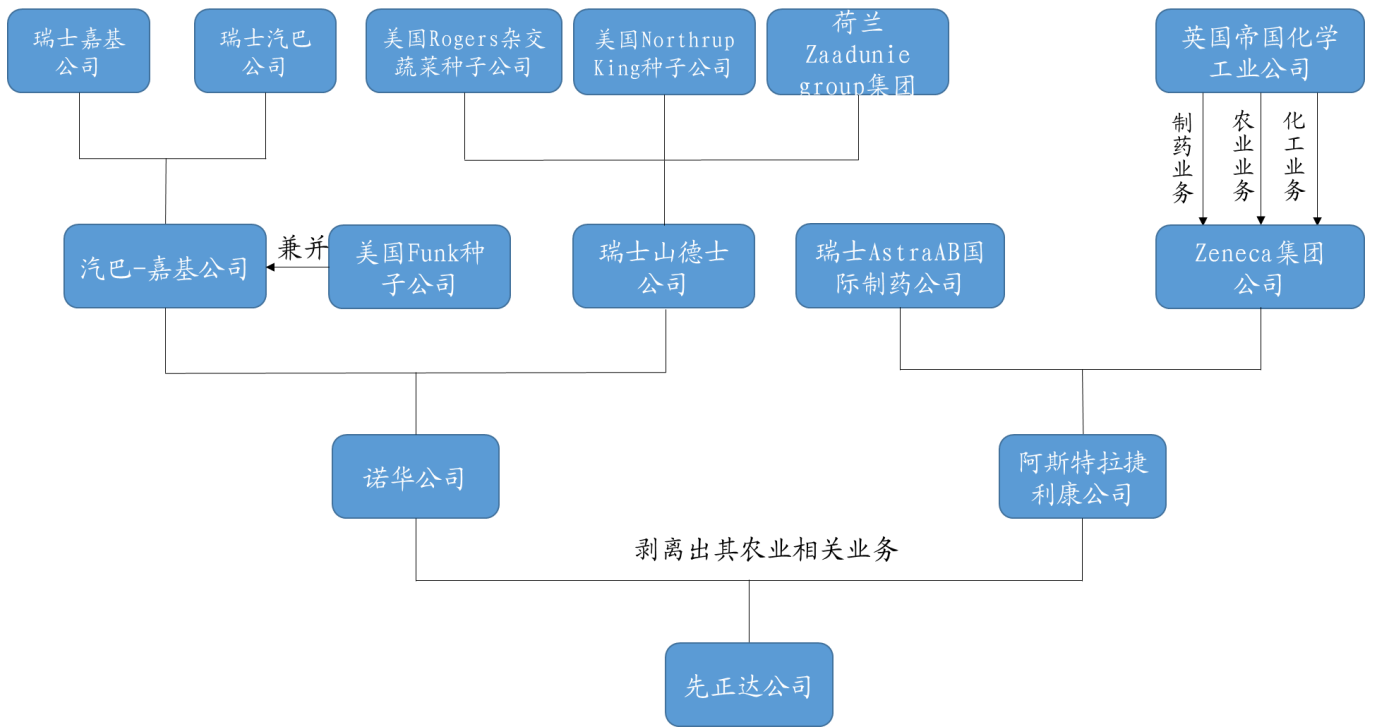 瑞士嘉基
公司
瑞士汽巴
公司
美国Rogers杂交
蔬菜种子公司
美国Northrup
King种子公司
荷兰
Zaadunie
group集团
英国帝国化学
工业公司
制药业务
农业业务
化工业务
汽巴-嘉基公司
兼并
美国Funk种
子公司
瑞士山德士
公司
瑞士AstraAB国
际制药公司
Zeneca集团
公司
诺华公司
阿斯特拉捷
利康公司
剥离出其农业相关业务
先正达公司